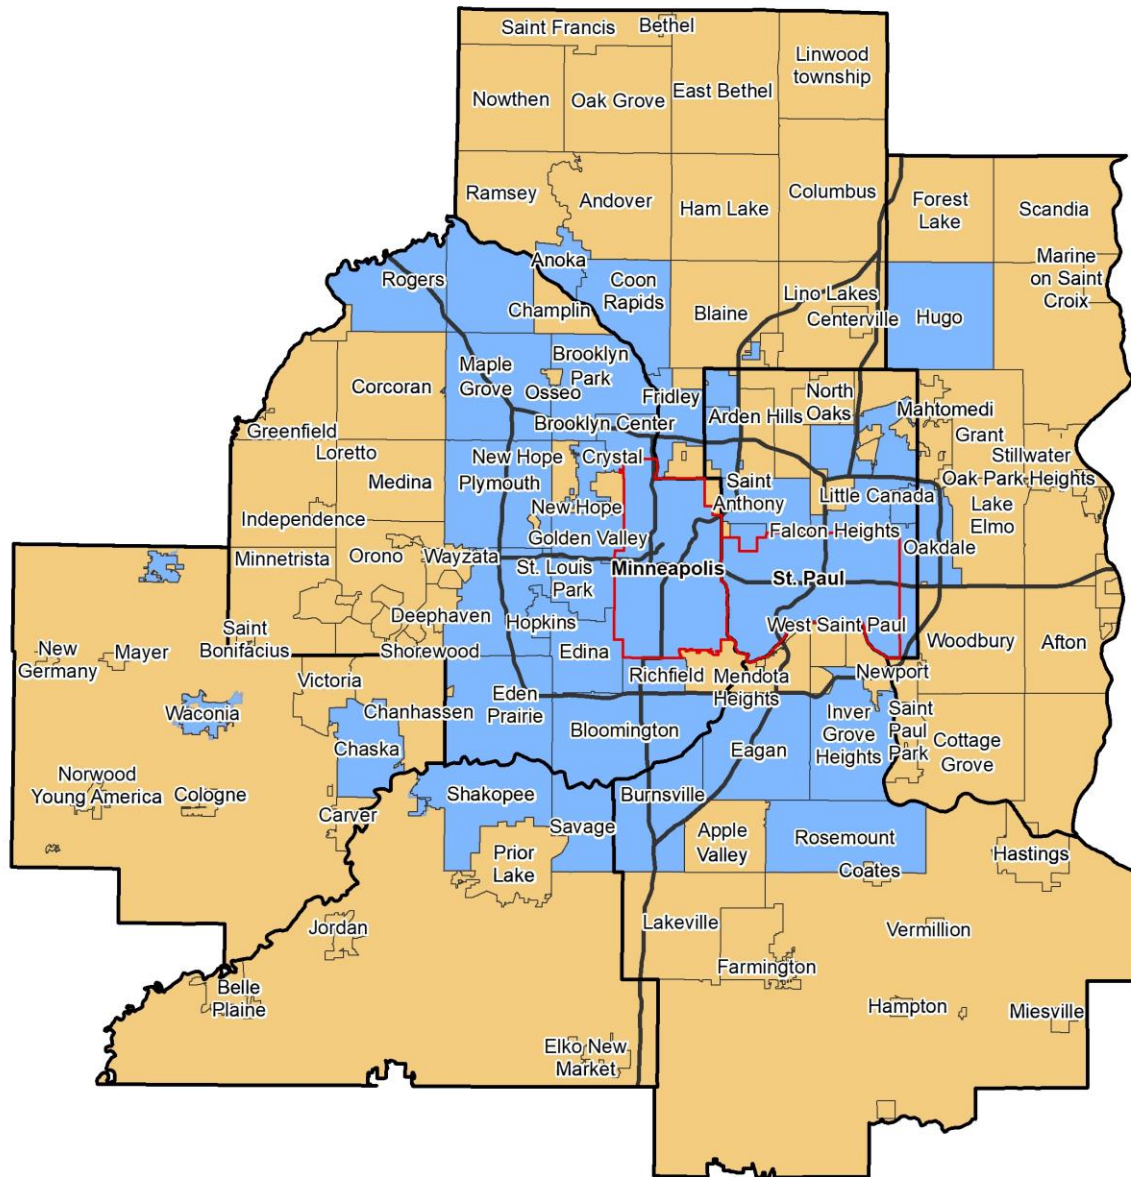 Saint Francis
Bethel
Linwood
township
Nowthen
Oak Grove
East Bethel
Ramsey
Andover
Ham Lake
Columbus
Forest
Lake
Scandia
Marine
on Saint
Croix
Anoka
Rogers
Coon
Rapids
Champlin
Blaine
Lino Lakes
Centerville
Hugo
Maple
Grove
Brooklyn
Park
Osseo
Corcoran
Fridley
Arden Hills
North
Oaks
Mahtomedi
Greenfield
Loretto
Brooklyn Center
Grant
Stillwater
Oak Park Heights
New Hope
Crystal
Medina
Plymouth
Saint
Anthony
Little Canada
Lake
Elmo
New Hope
Independence
Golden Valley
Falcon Heights
Oakdale
Minnetrista
Orono
Wayzata
St. Louis
Park
Minneapolis
St. Paul
Deephaven
Hopkins
West Saint Paul
Saint
Bonifacius
Shorewood
Edina
Woodbury
Afton
New
Germany
Mayer
Victoria
Richfield
Mendota
Heights
Newport
Waconia
Chanhassen
Eden
Prairie
Bloomington
Inver
Grove
Heights
Saint
Paul
Park
Chaska
Eagan
Cottage
Grove
Norwood
Young America
Cologne
Carver
Shakopee
Burnsville
Savage
Apple
Valley
Rosemount
Prior
Lake
Coates
Hastings
Jordan
Lakeville
Vermillion
Farmington
Belle
Plaine
Hampton
Miesville
Elko New
Market